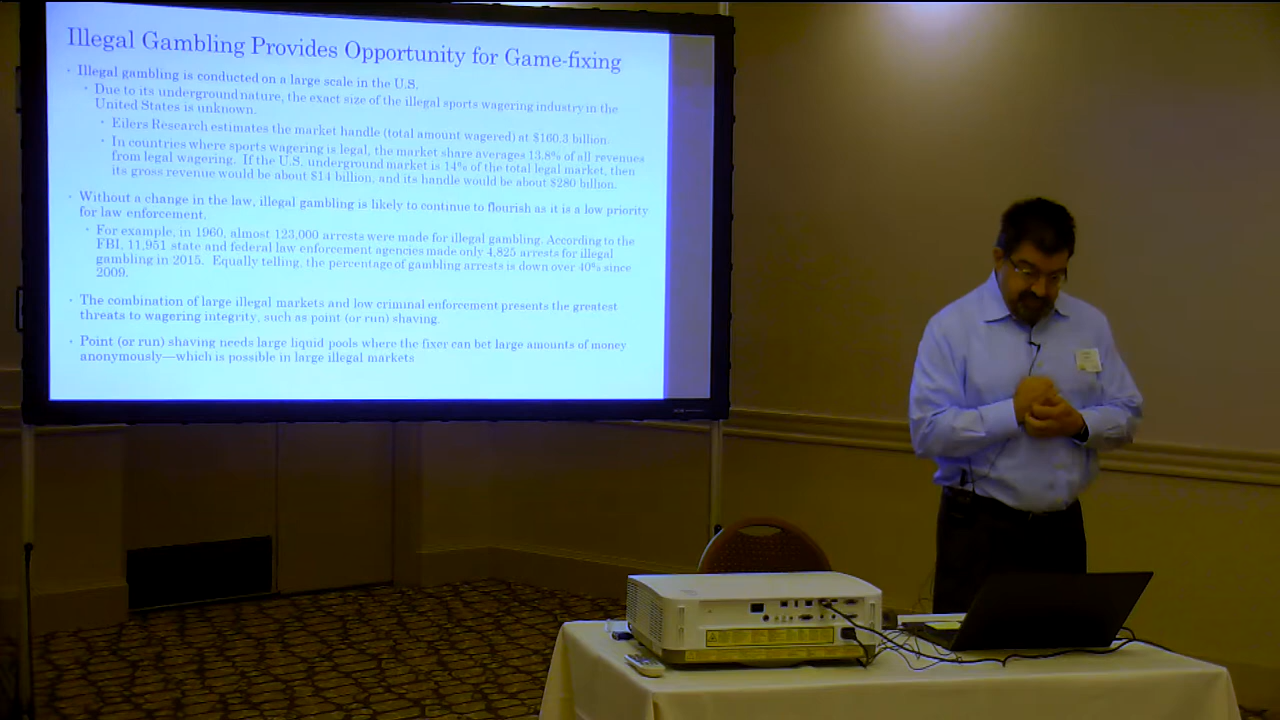 Illegal Gambling Provides Opportunity for Game-fixing
· Illegal gambling is conducted on a large scale in the U.S.
· Due to its underground nature, the exact size of the illegal sports wagering industry in the
United States is unknown.
· Eilers Research estimates the market handle (total amount wagered) at $160.3 billion.
· In countries where sports wagering is legal, the market share averages 13.8% of all revenues
from legal wagering. If the U.S. underground market is 14% of the total legal market, then
its gross revenue would be about $14 billion, and its handle would be about $280 billion.
· Without a change in the law, illegal gambling is likely to continue to flourish as it is a low priority
for law enforcement.
· For example, in 1960, almost 123,000 arrests were made for illegal gambling. According to the
FBI, 11,951 state and federal law enforcement agencies made only 4,825 arrests for illegal
gambling in 2015. Equally telling, the percentage of gambling arrests is down over 40% since
2009.
· The combination of large illegal markets and low criminal enforcement presents the greatest
threats to wagering integrity, such as point (or run) shaving.
· Point (or run) shaving needs large liquid pools where the fixer can bet large amounts of money
anonymously—which is possible in large illegal markets